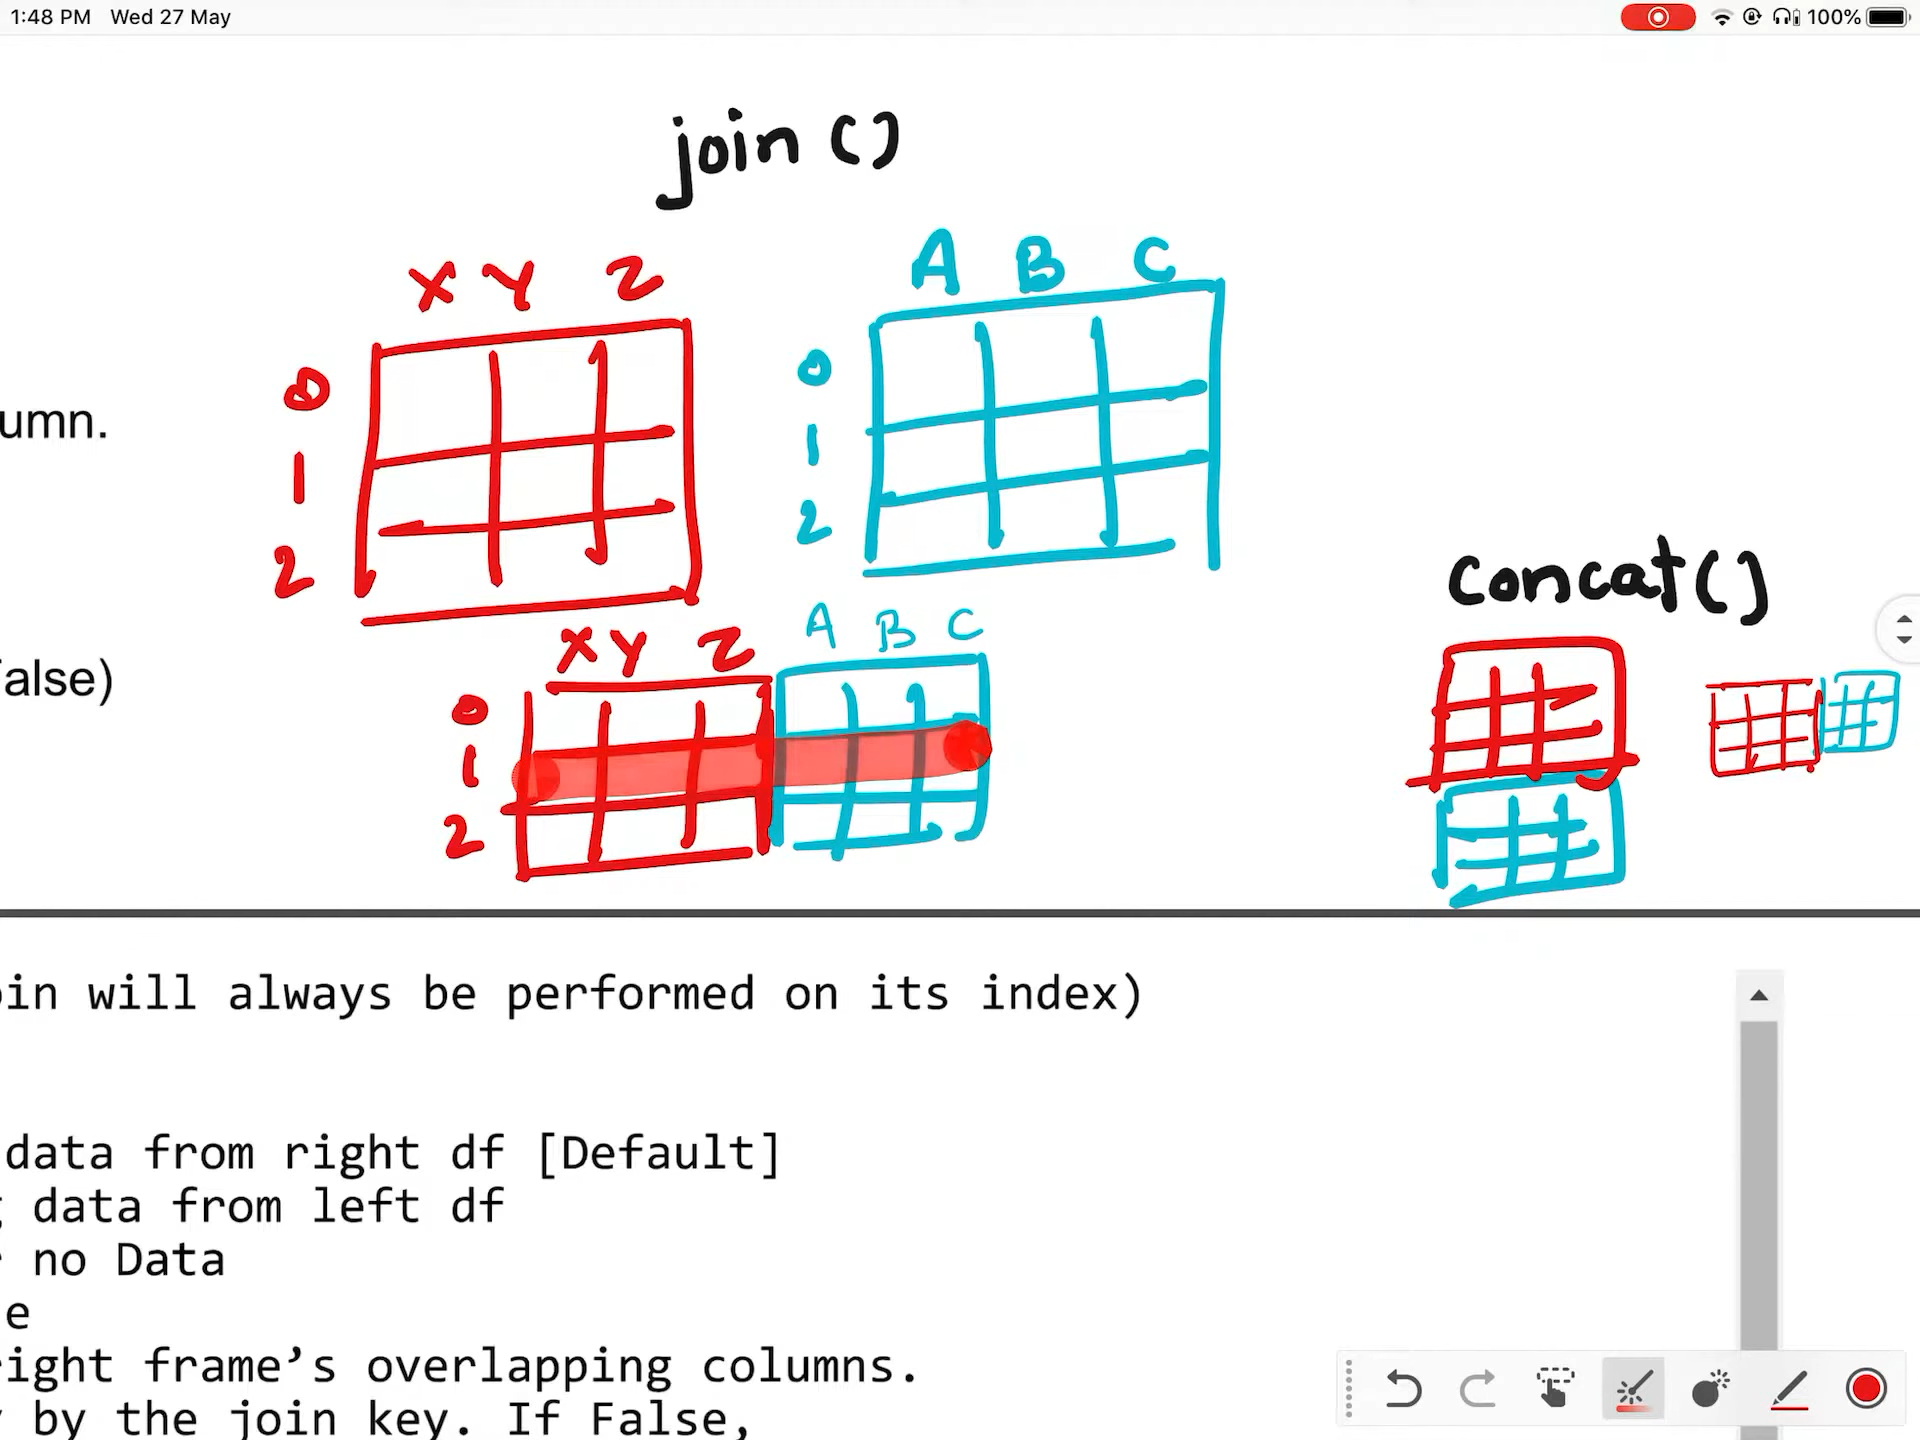 1:48 PM Wed 27 May
100%
join ()
X Y Z
A B C
0
1
2
0
1
2
umn.
concat()
X Y Z
A B C
0
1
2
alse)
in will always be performed on its index)
data from right df [Default]
data from left df
no Data
e
ight frame’s overlapping columns.
by the join key. If False,